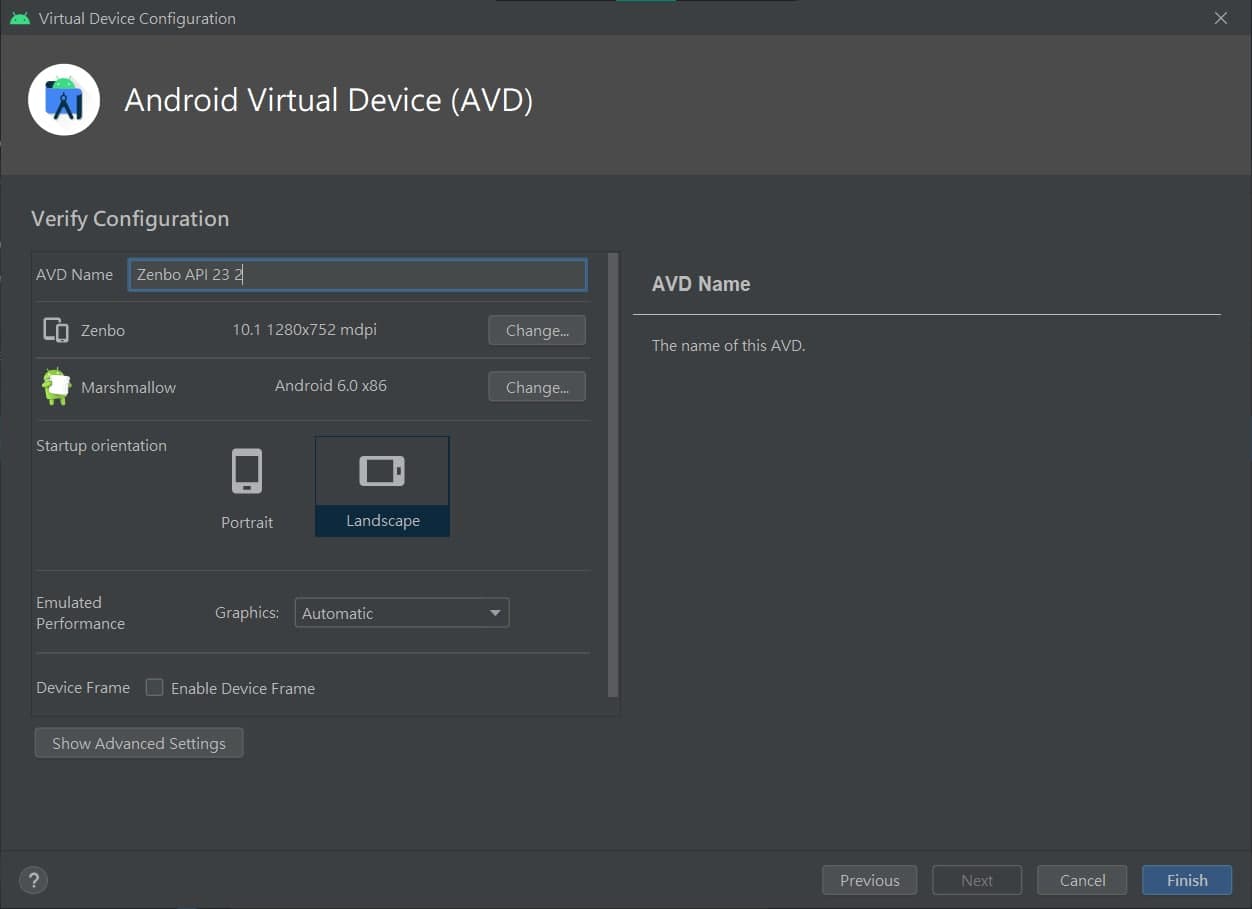 Virtual Device Configuration
Android Virtual Device (AVD)
Verify Configuration
AVD Name Zenbo API 23 2
Zenbo 10.1 1280x752 mdpi Change...
Marshmallow Android 6.0 x86 Change...
Startup orientation
Portrait Landscape
Emulated
Performance
Graphics: Automatic
Device Frame Enable Device Frame
Show Advanced Settings
AVD Name
The name of this AVD.
? Previous Next Cancel Finish